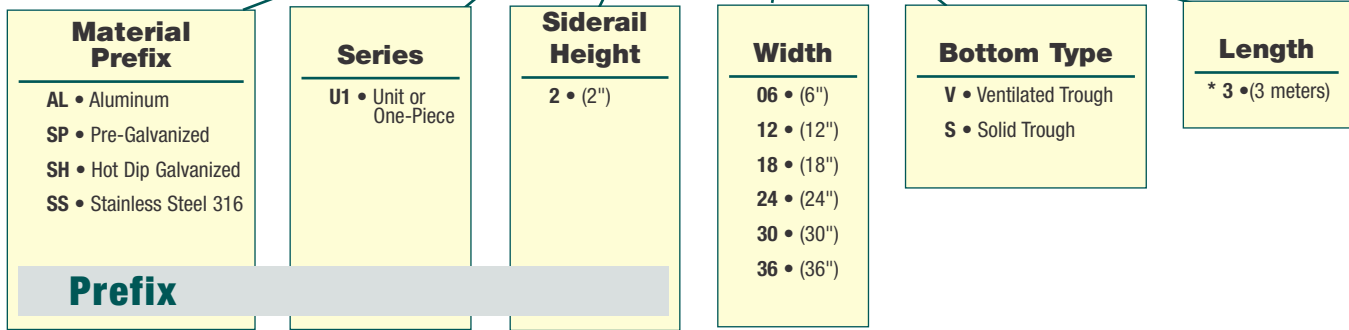 Material
Prefix
AL • Aluminum
SP • Pre-Galvanized
SH • Hot Dip Galvanized
SS • Stainless Steel 316
Series
U1 • Unit or
One-Piece
Siderail
Height
2 • (2")
Prefix
Width
06 • (6")
12 • (12")
18 • (18")
24 • (24")
30 • (30")
36 • (36")
Bottom Type
V • Ventilated Trough
S • Solid Trough
Length
* 3 •(3 meters)